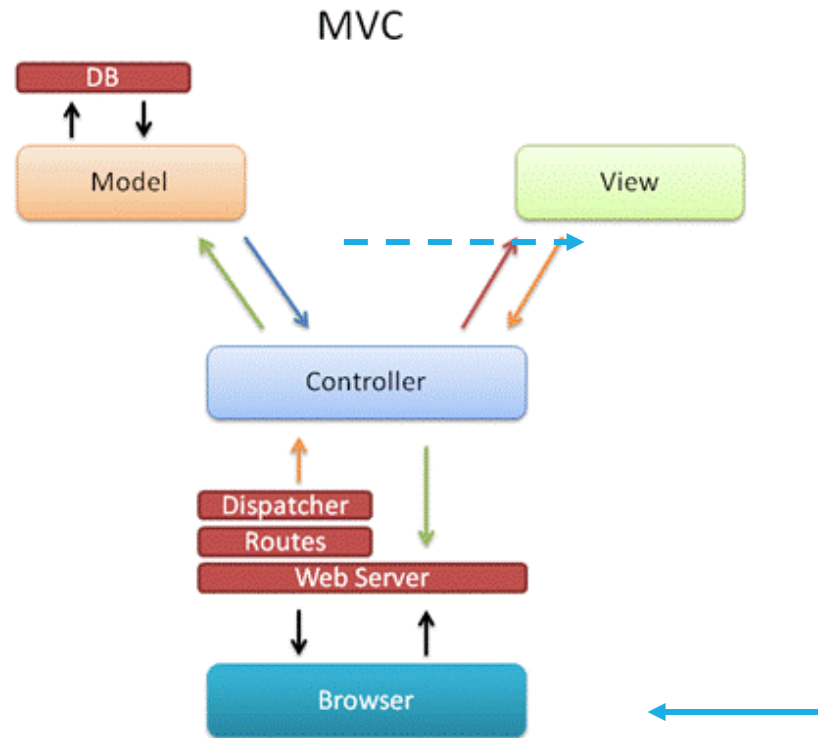 MVC
DB
Model
View
Controller
Dispatcher
Routes
Web Server
Browser